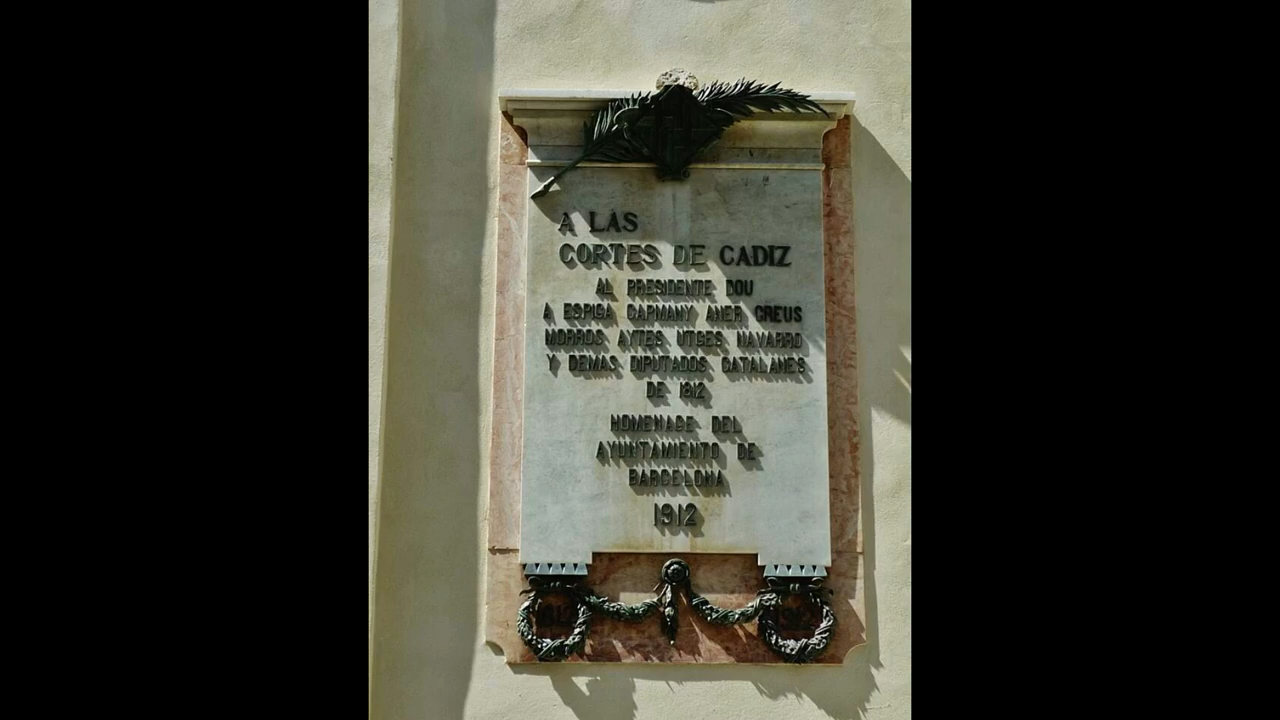 A LAS
CORTES DE CADIZ
AL PRESIDENTE DOU
A ESPIGA CAPMANY ANER CREUS
MORROS AYTES UTGES NAVARRO
Y DEMAS DIPUTADOS CATALANES
DE 1812
HOMENAGE DEL
AYUNTAMIENTO DE
BARCELONA
1912
1812